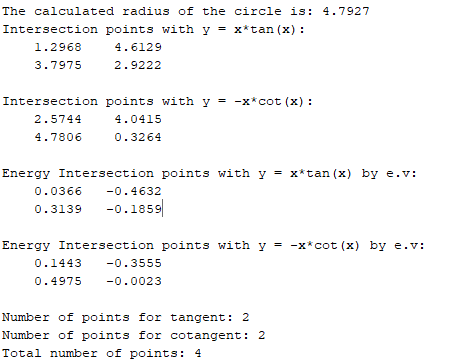 The calculated radius of the circle is: 4.7927
Intersection points with y = x*tan(x):
1.2968 4.6129
3.7975 2.9222
Intersection points with y = -x*cot(x):
2.5744 4.0415
4.7806 0.3264
Energy Intersection points with y = x*tan(x) by e.v:
0.0366 -0.4632
0.3139 -0.1859
Energy Intersection points with y = -x*cot(x) by e.v:
0.1443 -0.3555
0.4975 -0.0023
Number of points for tangent: 2
Number of points for cotangent: 2
Total number of points: 4